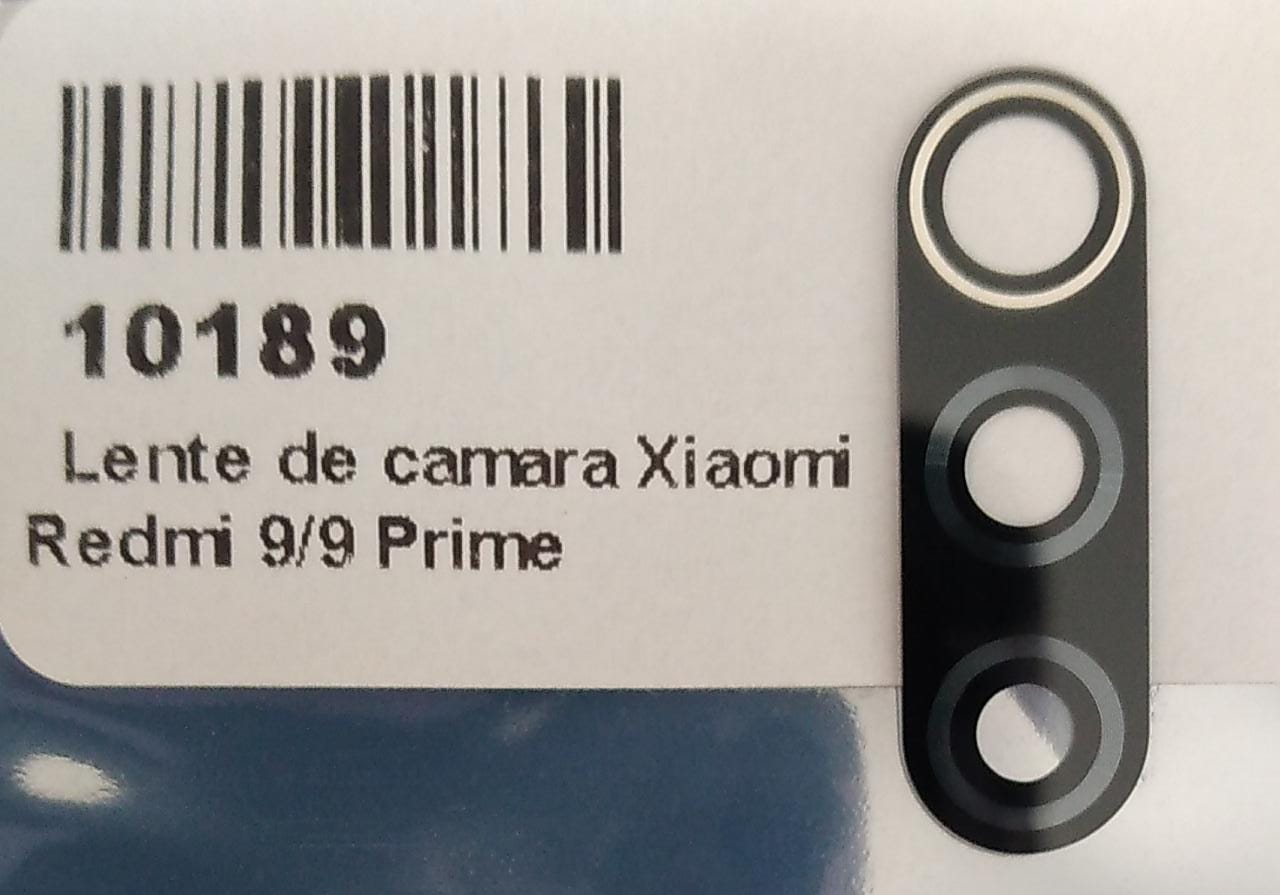 10189
Lente de camara Xiaomi
Redmi 9/9 Prime